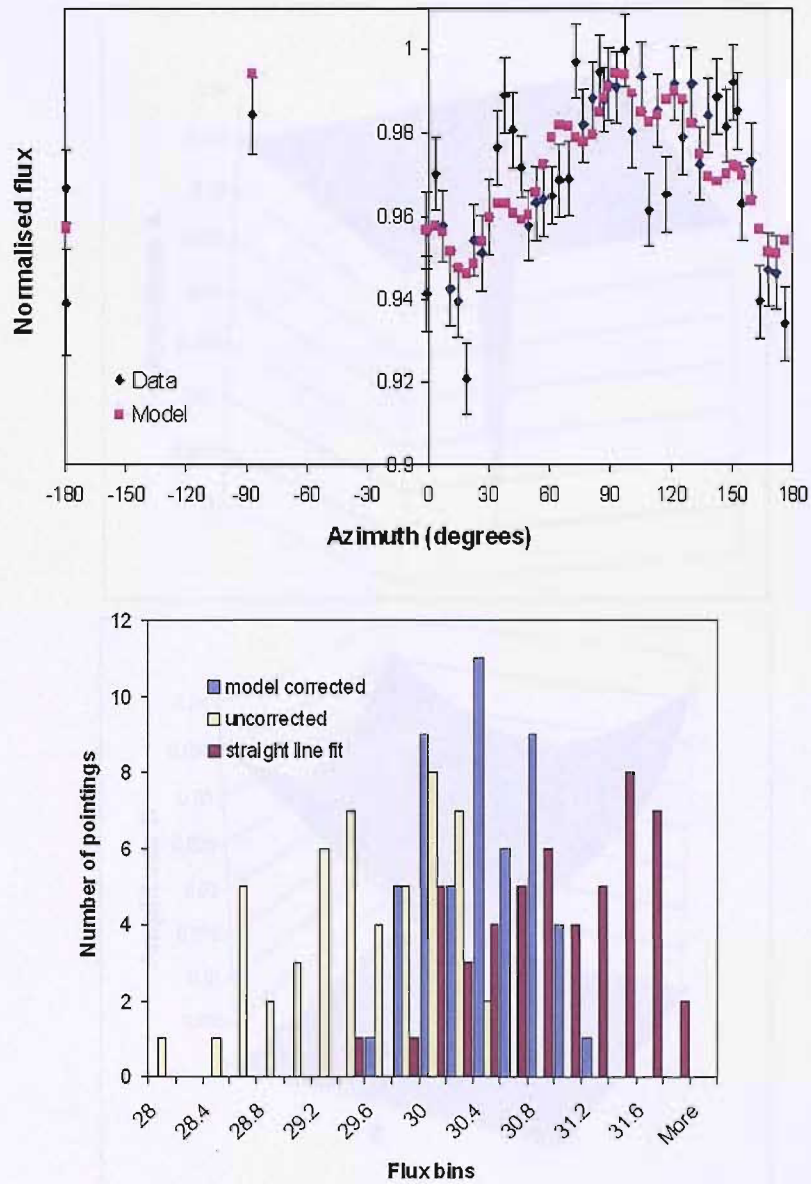 1
0.98
0.96
0.94
0.92
0.9
Normalised flux
Data
Model
-180 -150 -120 -90 -60 -30 0 30 60 90 120 150 180
Azimuth (degrees)
12
10
8
6
4
2
0
Number of pointings
model corrected
uncorrected
straight line fit
28 28.4 28.8 29.2 29.6 30 30.4 30.8 31.2 31.6 More
Flux bins